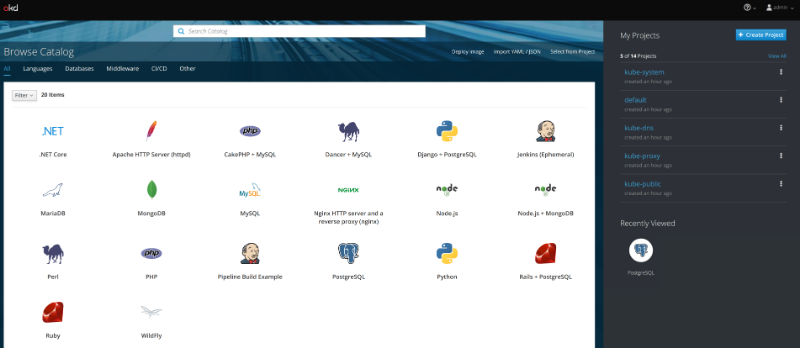 okd
admin
Search Catalog
Browse Catalog
Deploy Image Import YAML / JSON Select from Project
All Languages Databases Middleware CI/CD Other
Filter 20 Items
.NET php
.NET Core Apache HTTP Server (httpd) CakePHP + MySQL Dancer + MySQL Django + PostgreSQL Jenkins (Ephemeral)
MySQL NGINX node node
MariaDB MongoDB MySQL Nginx HTTP server and a reverse proxy (nginx) Node.js Node.js + MongoDB
php
Perl PHP Pipeline Build Example PostgreSQL Python Rails + PostgreSQL
Ruby WildFly
My Projects
Create Project
5 of 14 Projects View All
kube-system
created an hour ago
default
created an hour ago
kube-dns
created an hour ago
kube-proxy
created an hour ago
kube-public
created an hour ago
Recently Viewed
PostgreSQL